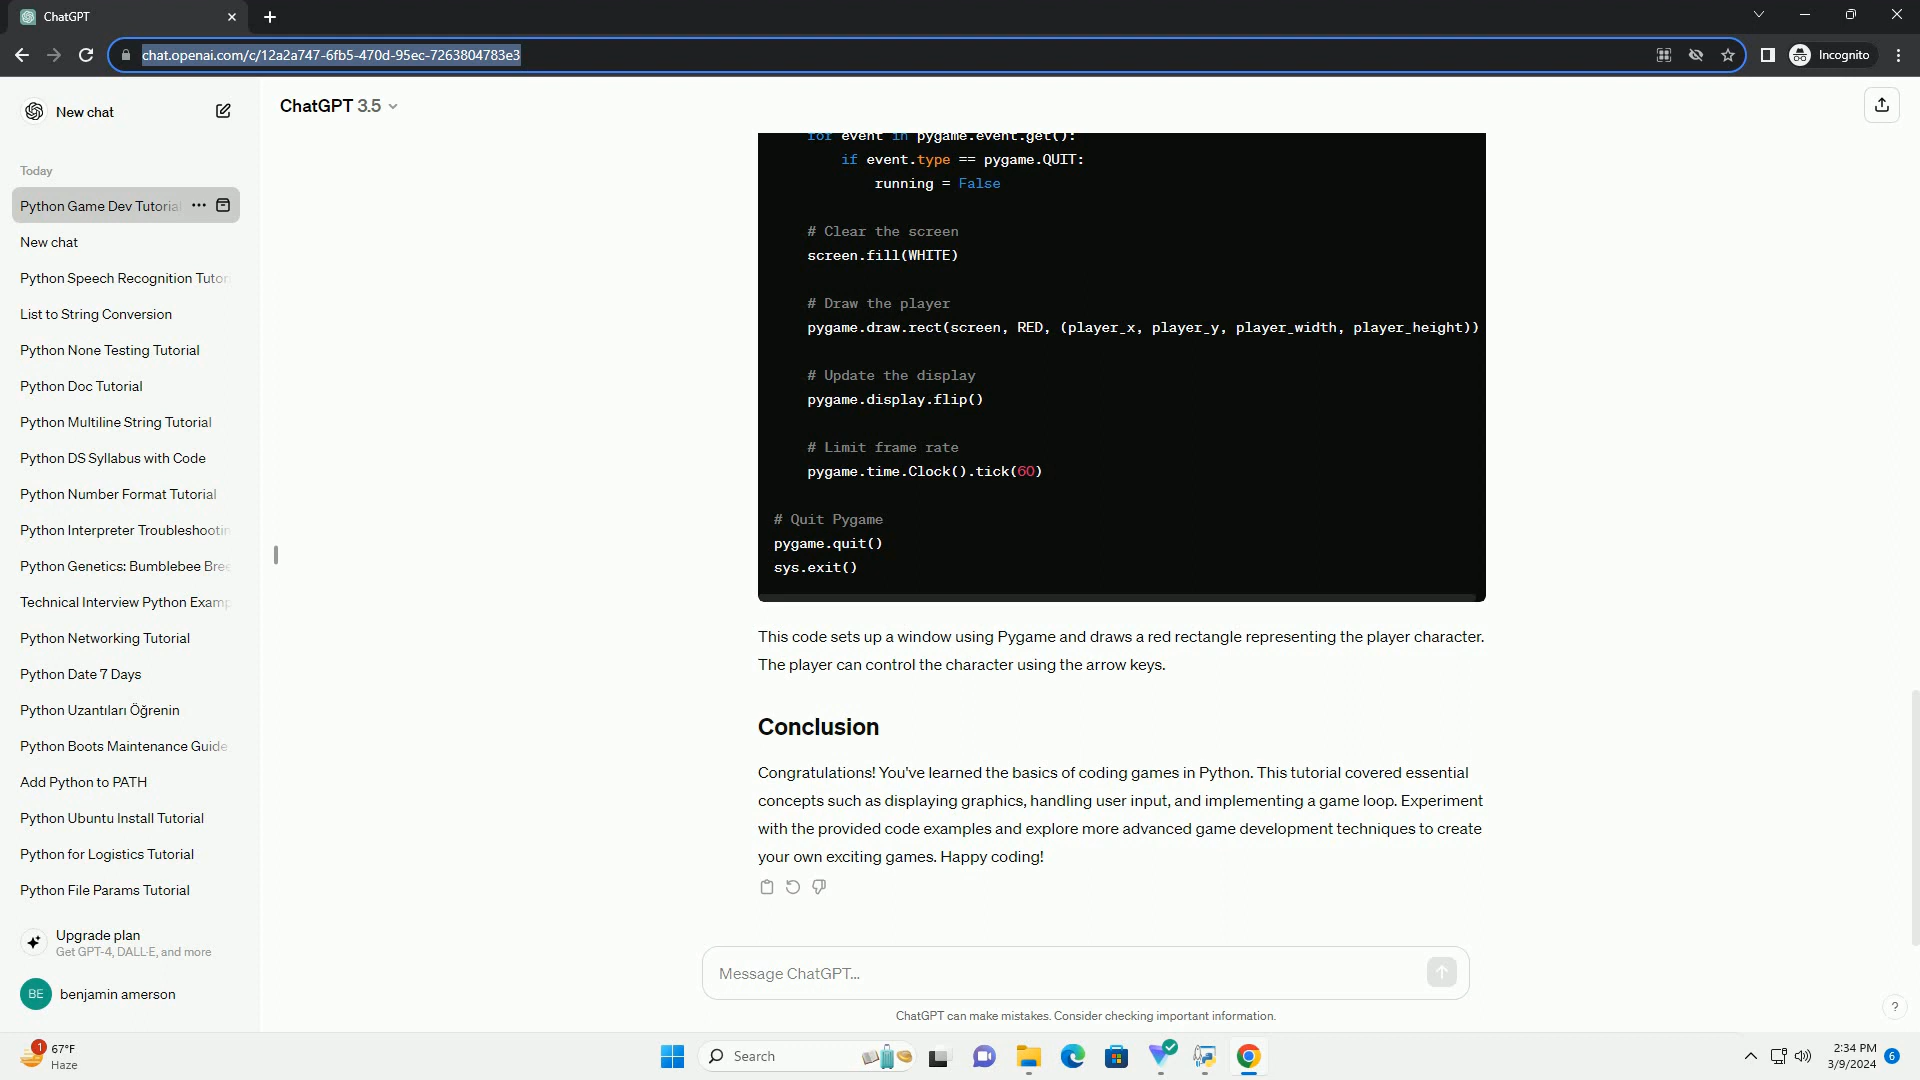 ChatGPT
chat.openai.com/c/12a2a747-6fb5-470d-95ec-7263804783e3
Incognito
New chat
ChatGPT 3.5
Today
Python Game Dev Tutorial
New chat
Python Speech Recognition Tutor
List to String Conversion
Python None Testing Tutorial
Python Doc Tutorial
Python Multiline String Tutorial
Python DS Syllabus with Code
Python Number Format Tutorial
Python Interpreter Troubleshootin
Python Genetics: Bumblebee Bree
Technical Interview Python Examp
Python Networking Tutorial
Python Date 7 Days
Python Uzantıları Öğrenin
Python Boots Maintenance Guide
Add Python to PATH
Python Ubuntu Install Tutorial
Python for Logistics Tutorial
Python File Params Tutorial
Upgrade plan
Get GPT-4, DALL·E, and more
BE benjamin amerson
for event in pygame.event.get():
if event.type == pygame.QUIT:
running = False
# Clear the screen
screen.fill(WHITE)
# Draw the player
pygame.draw.rect(screen, RED, (player_x, player_y, player_width, player_height))
# Update the display
pygame.display.flip()
# Limit frame rate
pygame.time.Clock().tick(60)
# Quit Pygame
pygame.quit()
sys.exit()
This code sets up a window using Pygame and draws a red rectangle representing the player character.
The player can control the character using the arrow keys.
Conclusion
Congratulations! You've learned the basics of coding games in Python. This tutorial covered essential
concepts such as displaying graphics, handling user input, and implementing a game loop. Experiment
with the provided code examples and explore more advanced game development techniques to create
your own exciting games. Happy coding!
Message ChatGPT...
ChatGPT can make mistakes. Consider checking important information.
?
1
67°F
Haze
Search
2:34 PM
3/9/2024
6